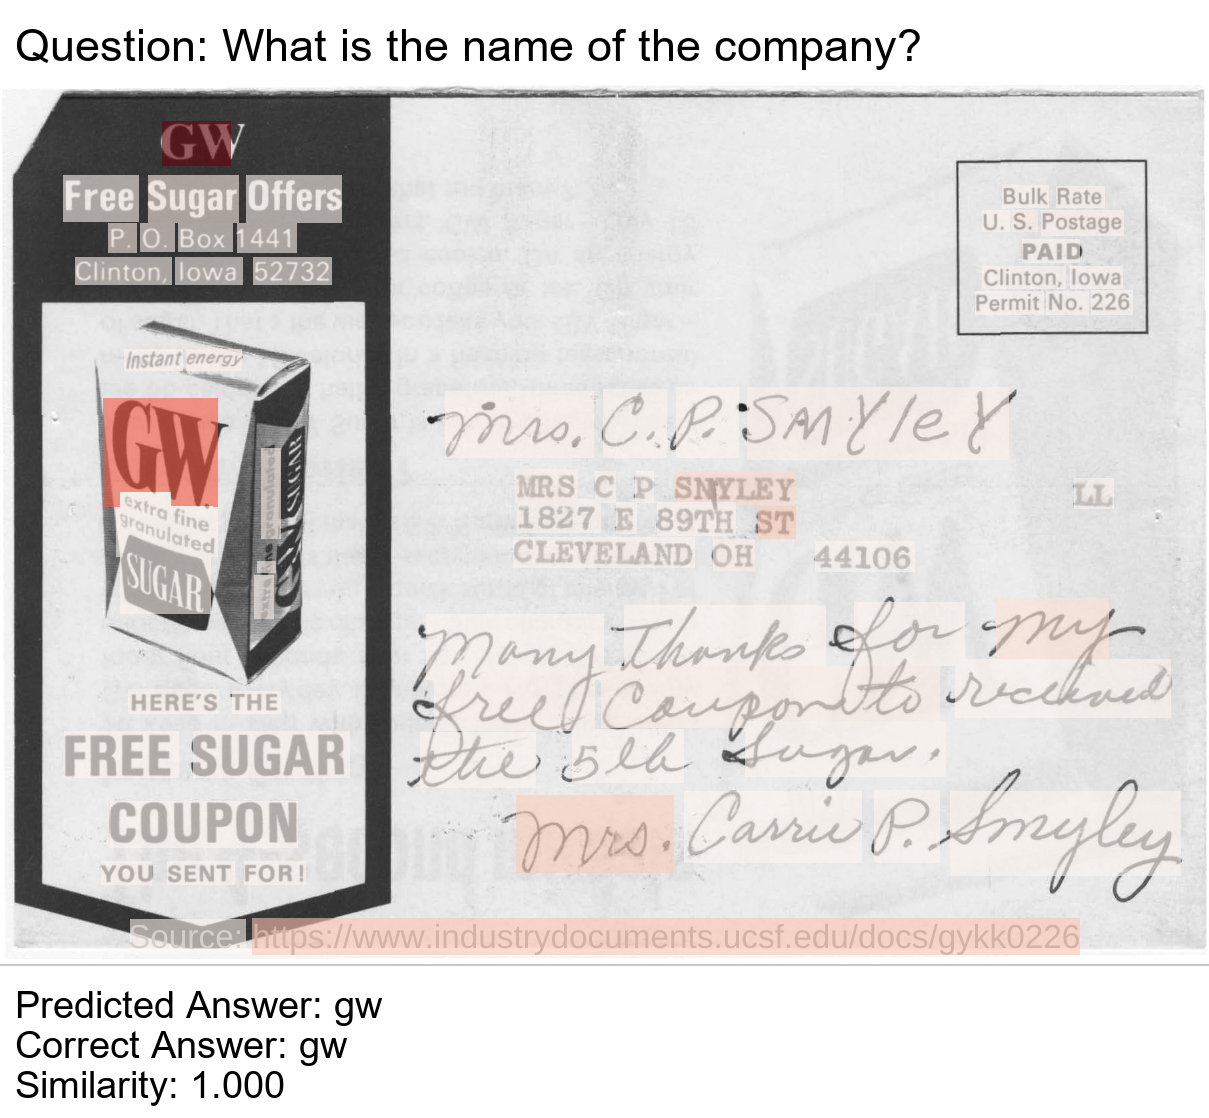 Question: What is the name of the company?
GW
Free Sugar Offers
P. O. Box 1441
Clinton, Iowa 52732
Instant energy
GW
extra fine
granulated
SUGAR
extra fine granulated
CANE SUGAR
HERE'S THE
FREE SUGAR
COUPON
YOU SENT FOR!
Bulk Rate
U. S. Postage
PAID
Clinton, Iowa
Permit No. 226
Mrs. C. P. SMYleY
MRS C P SNYLEY
LL
1827 E 89TH ST
CLEVELAND OH 44106
Many Thanks for my
free Coupon to received
the 5 lb Sugar.
Mrs. Carrie P. Smyley
Source: https://www.industrydocuments.ucsf.edu/docs/gykk0226
Predicted Answer: gw
Correct Answer: gw
Similarity: 1.000